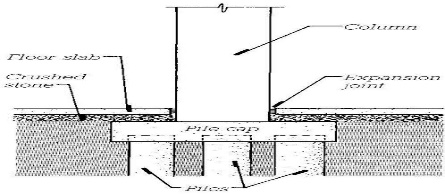 Column
Floor slab
Crushed
stone
Expansion
joint
Pile cap
Piles